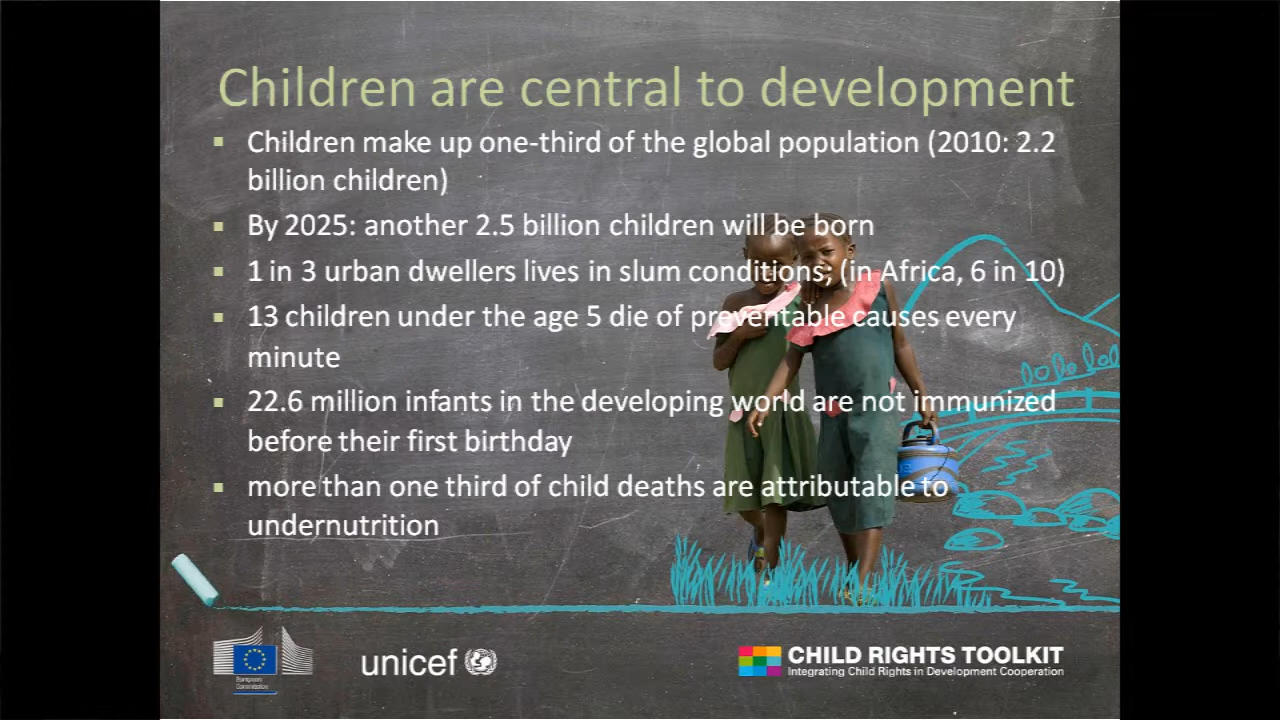 Children are central to development
▪ Children make up one-third of the global population (2010: 2.2
billion children)
▪ By 2025: another 2.5 billion children will be born
▪ 1 in 3 urban dwellers lives in slum conditions; (in Africa, 6 in 10)
▪ 13 children under the age 5 die of preventable causes every
minute
▪ 22.6 million infants in the developing world are not immunized
before their first birthday
▪ more than one third of child deaths are attributable to
undernutrition
European
Commission
unicef
CHILD RIGHTS TOOLKIT
Integrating Child Rights in Development Cooperation